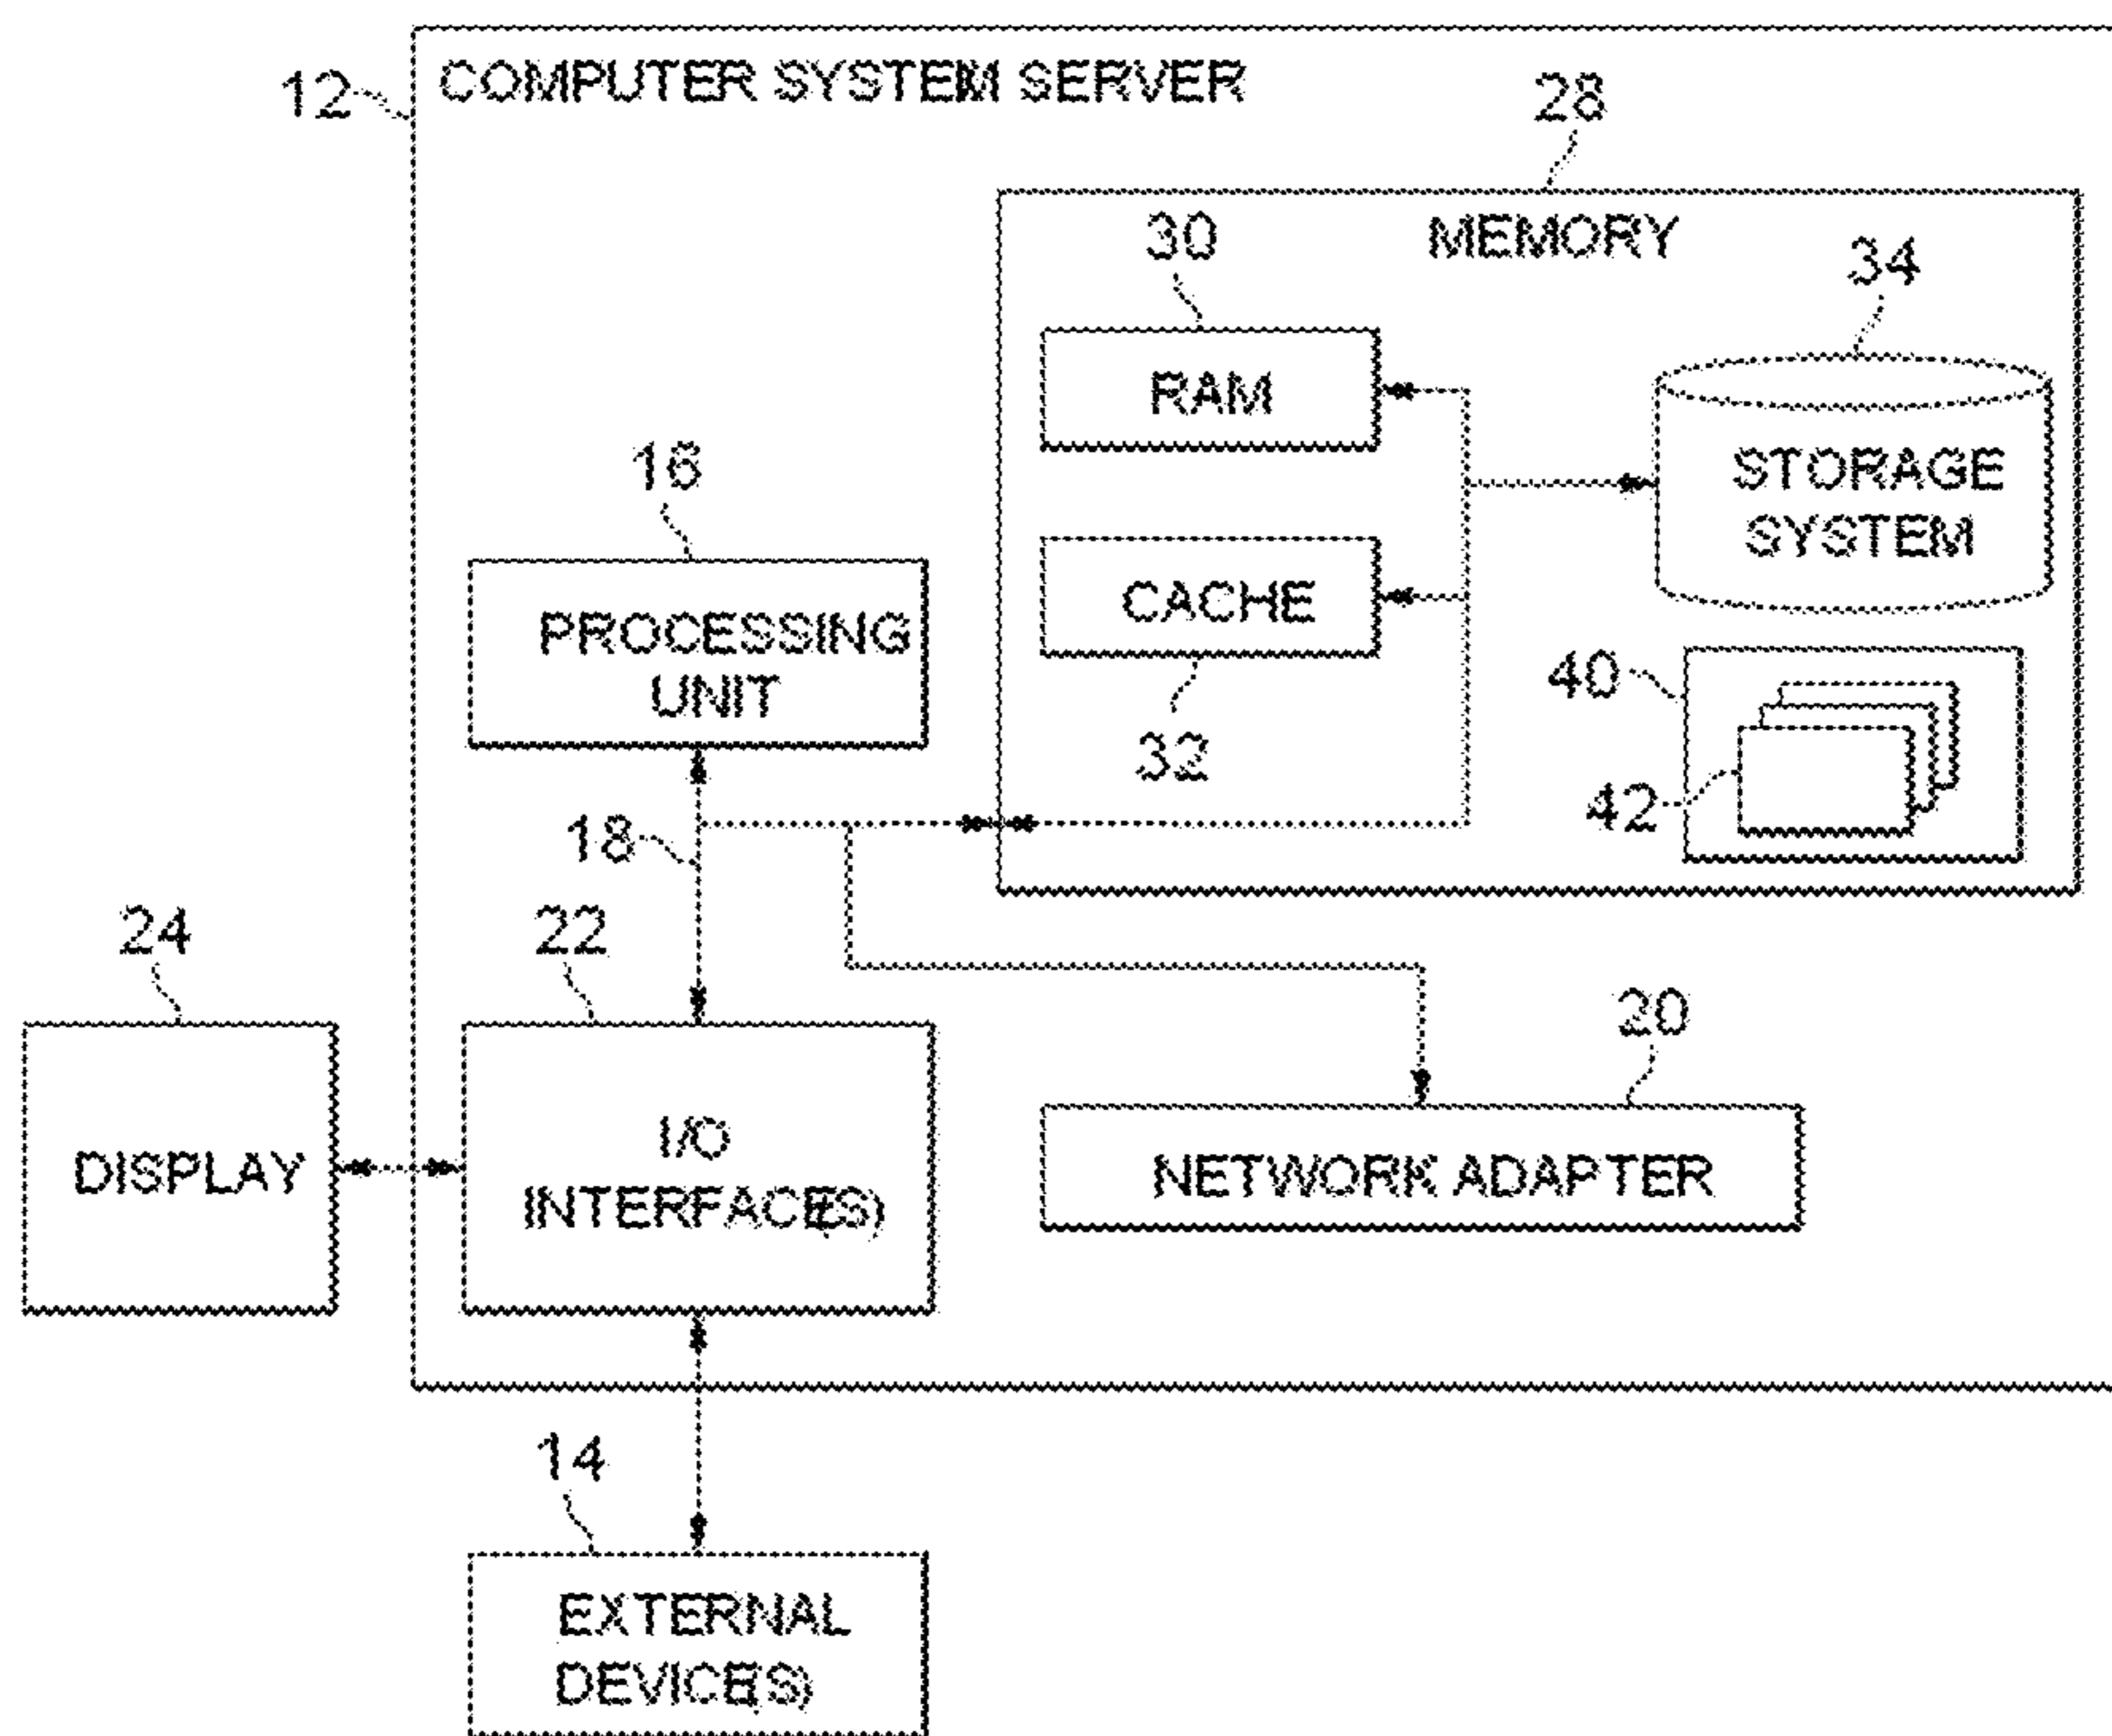 12
COMPUTER SYSTEM SERVER
28
MEMORY
30
34
RAM
STORAGE
SYSTEM
16
PROCESSING
UNIT
CACHE
32
40
42
18
24
22
20
DISPLAY
I/O
INTERFACE(S)
NETWORK ADAPTER
14
EXTERNAL
DEVICE(S)